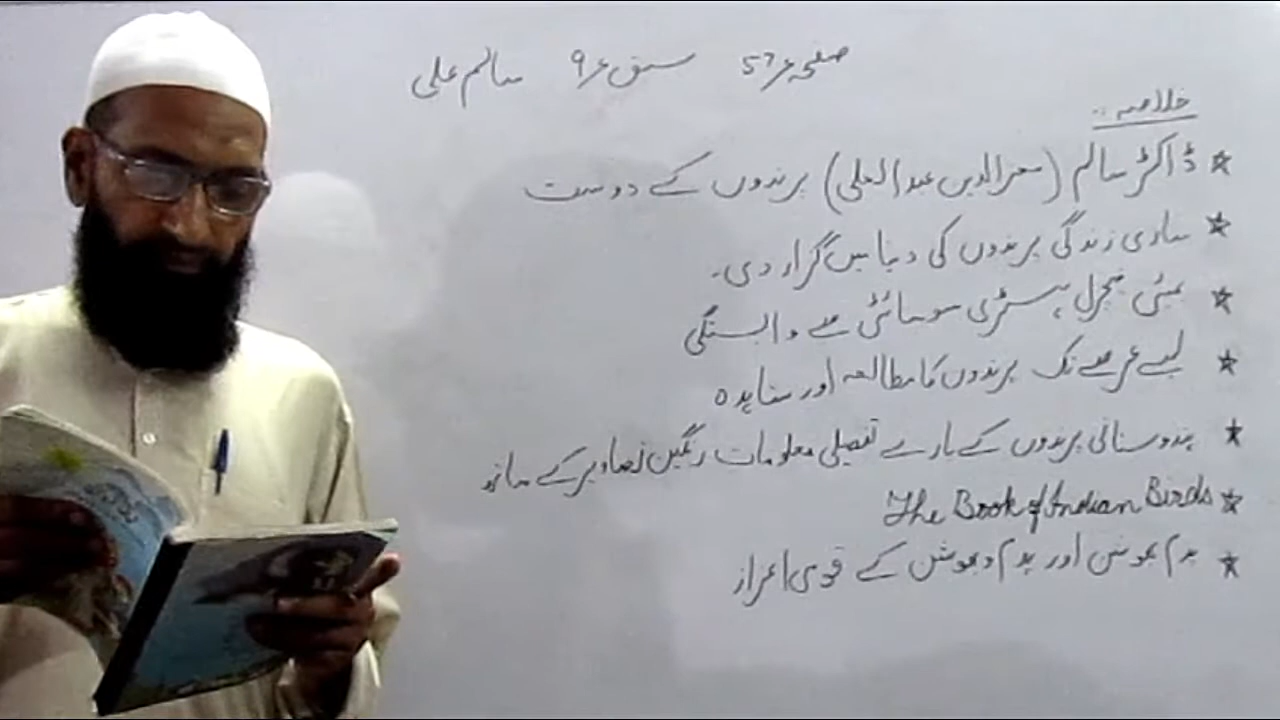 صفحہ 57 سبق 9 سالم علی
خلاصہ :
★ ڈاکٹر سالم (معزالدین عبدالعلی) پرندوں کے دوست
★ ساری زندگی پرندوں کی دنیا میں گزار دی۔
★ بمبئی نیچرل ہسٹری سوسائٹی سے وابستگی
★ لمبے عرصے تک پرندوں کا مطالعہ اور مشاہدہ
★ ہندوستانی پرندوں کے بارے تفصیلی معلومات رنگین تصاویر کے ساتھ
★ The Book of Indian Birds
★ پدم بھوشن اور پدم وبھوشن کے قومی اعزاز